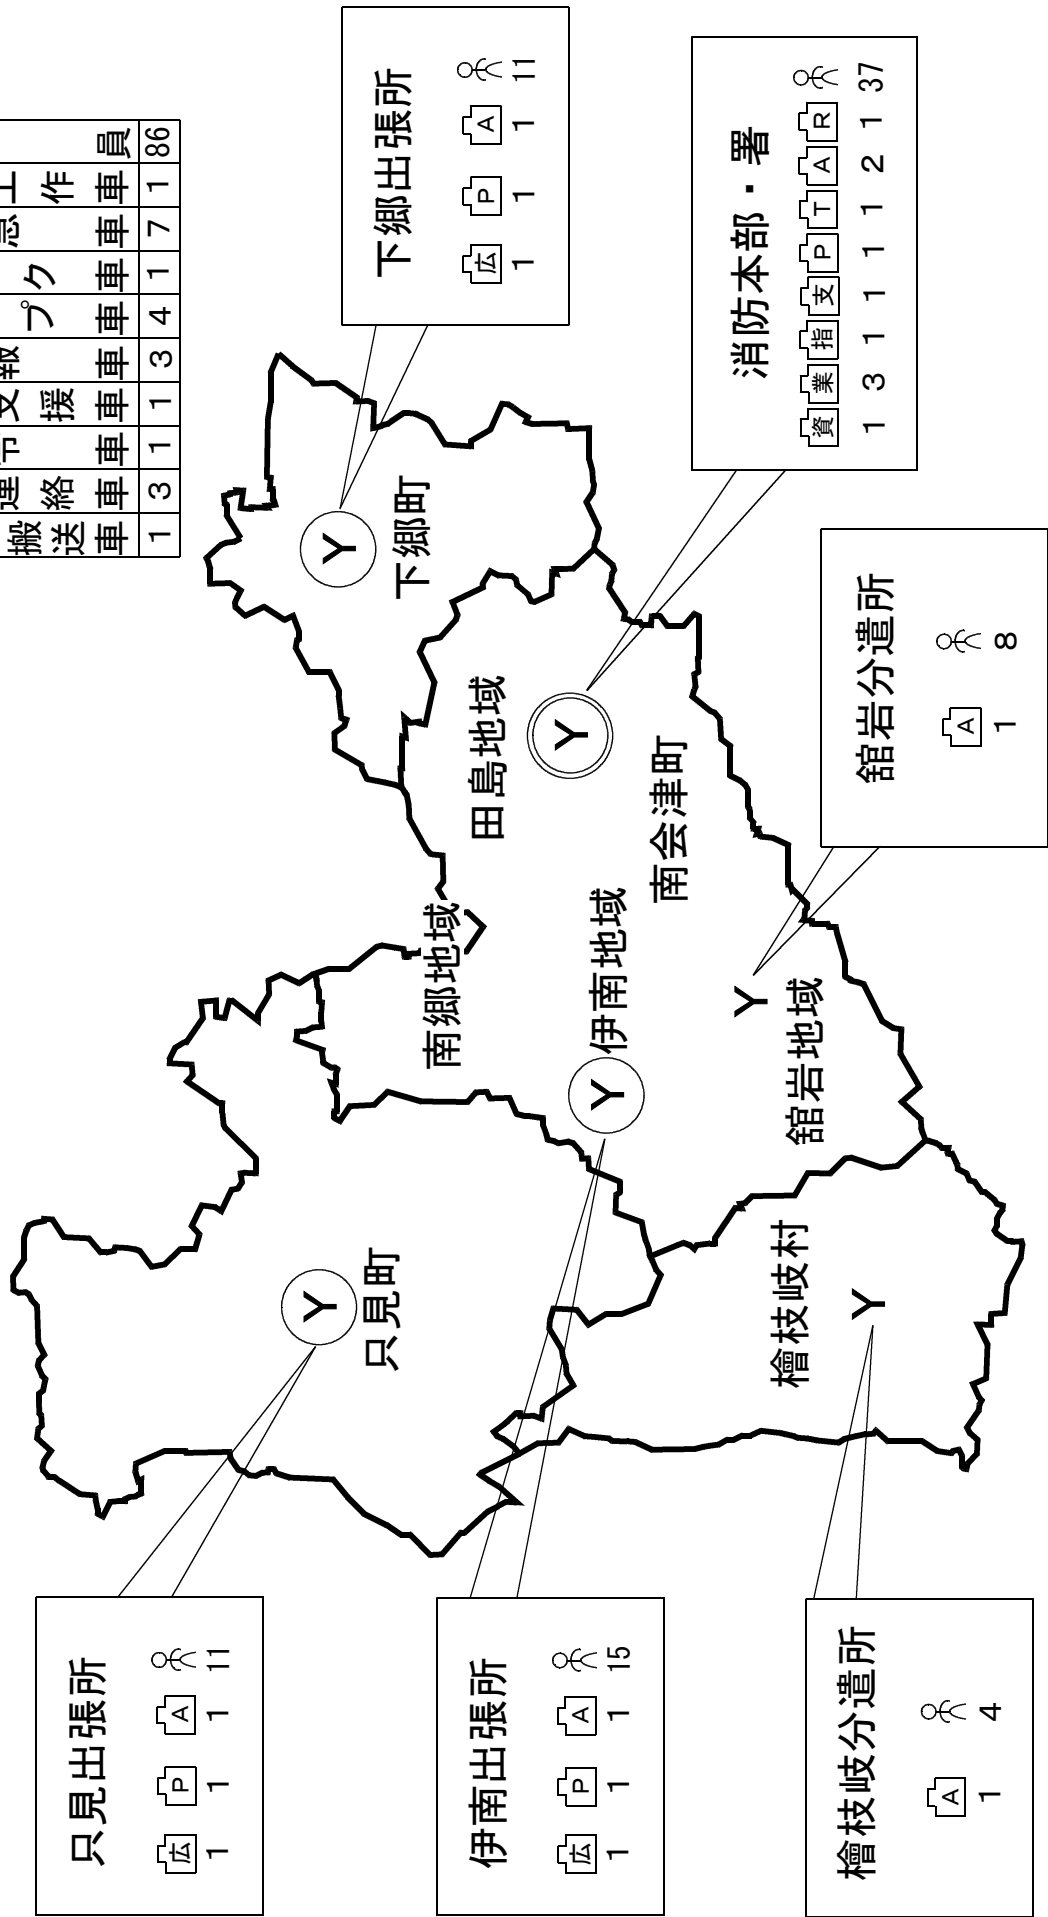 搬送車 1
絡車 3
車 1
援車 1
車 3
プ車 4
ク車 1
車 7
作車 1
員 86
只見出張所
広 P A
1 1 1 11
下郷出張所
広 P A
1 1 1 11
只見町
Y
下郷町
Y
南郷地域
田島地域
Y
伊南出張所
広 P A
1 1 1 15
伊南地域
Y
南会津町
消防本部・署
資 業 指 支 P T A R
1 3 1 1 1 1 2 1 37
檜枝岐村
Y
舘岩地域
Y
檜枝岐分遣所
A
1 4
舘岩分遣所
A
1 8